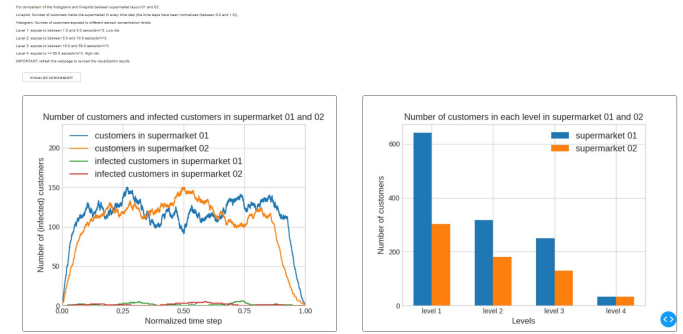 For comparison of the histograms and lineplots between supermarket layout 01 and 02.
Lineplot: Number of customers inside the supermarket in every time step (the time steps have been normalized (between 0.0 and 1.0)).
Histogram: Number of customers exposed to different aerosol concentration levels.
Level 1: expose to between 1.0 and 5.0 aerosols/m^3. Low risk
Level 2: expose to between 5.0 and 10.0 aerosols/m^3
Level 3: expose to between 10.0 and 50.0 aerosols/m^3.
Level 4: expose to >= 50.0 aerosols/m^3. High risk
IMPORTANT: refresh the webpage to reload the visualization results.
Number of customers and infected customers in supermarket 01 and 02
customers in supermarket 01
customers in supermarket 02
infected customers in supermarket 01
infected customers in supermarket 02
Number of (infected) customers
200
150
100
50
0
0.00 0.25 0.50 0.75 1.00
Normalized time step
Number of customers in each level in supermarket 01 and 02
supermarket 01
supermarket 02
Number of customers
600
400
200
0
level 1 level 2 level 3 level 4
Levels